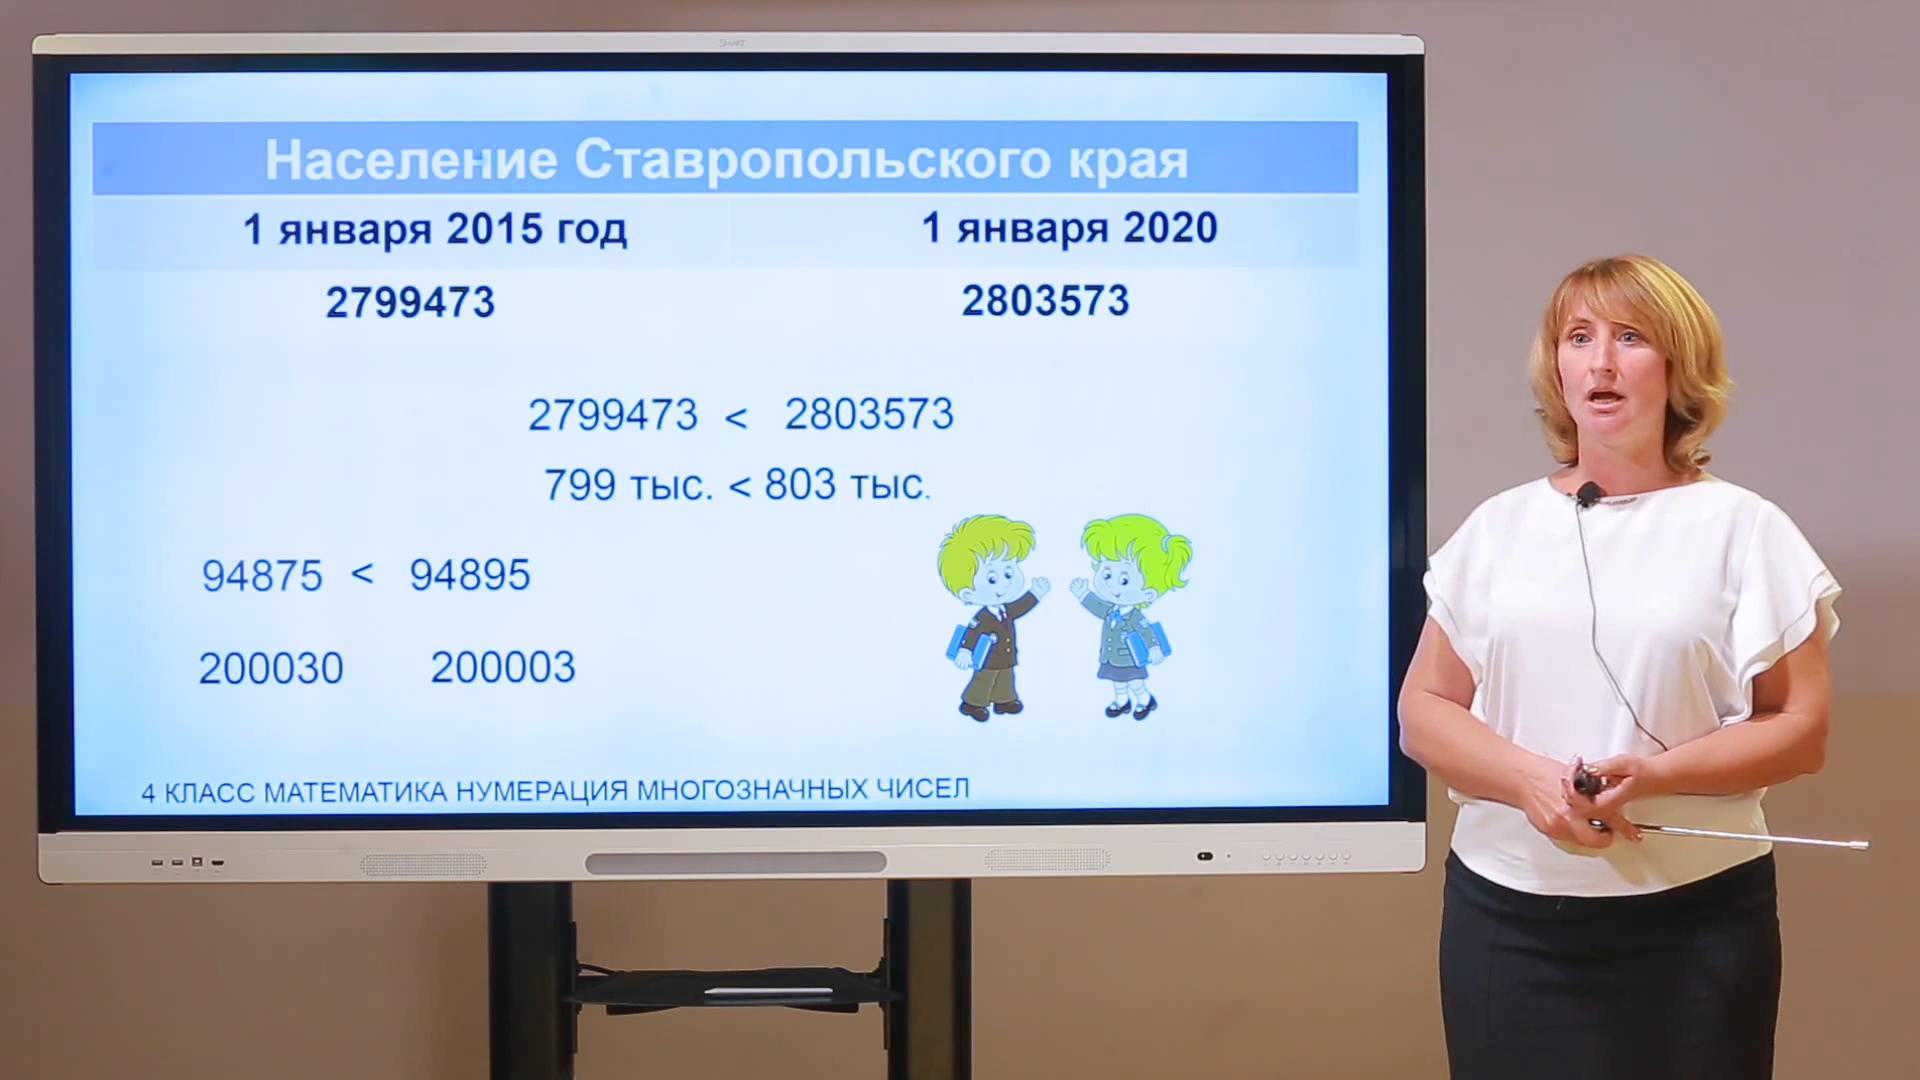 SMART
Население Ставропольского края
1 января 2015 год 1 января 2020
2799473 2803573
2799473 < 2803573
799 тыс. < 803 тыс.
94875 < 94895
200030 200003
4 КЛАСС МАТЕМАТИКА НУМЕРАЦИЯ МНОГОЗНАЧНЫХ ЧИСЕЛ